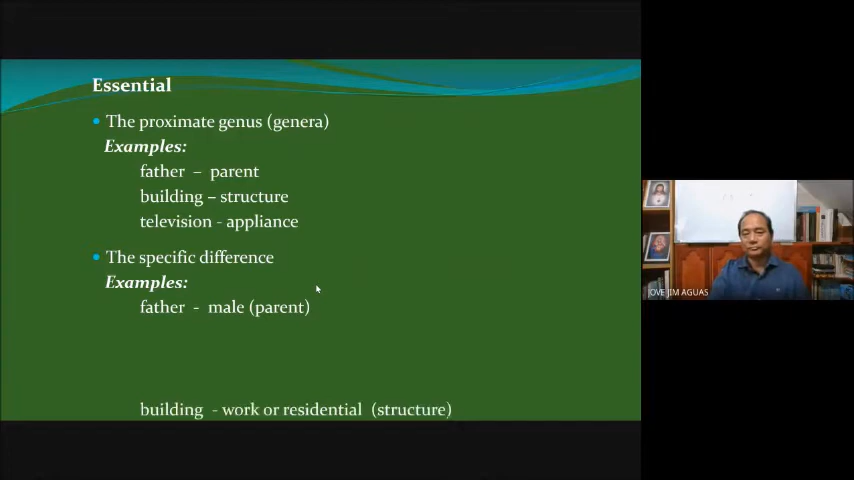 Essential
The proximate genus (genera)
Examples:
father – parent
building – structure
television - appliance
The specific difference
Examples:
father - male (parent)
building - work or residential (structure)
JOVE JIM AGUAS